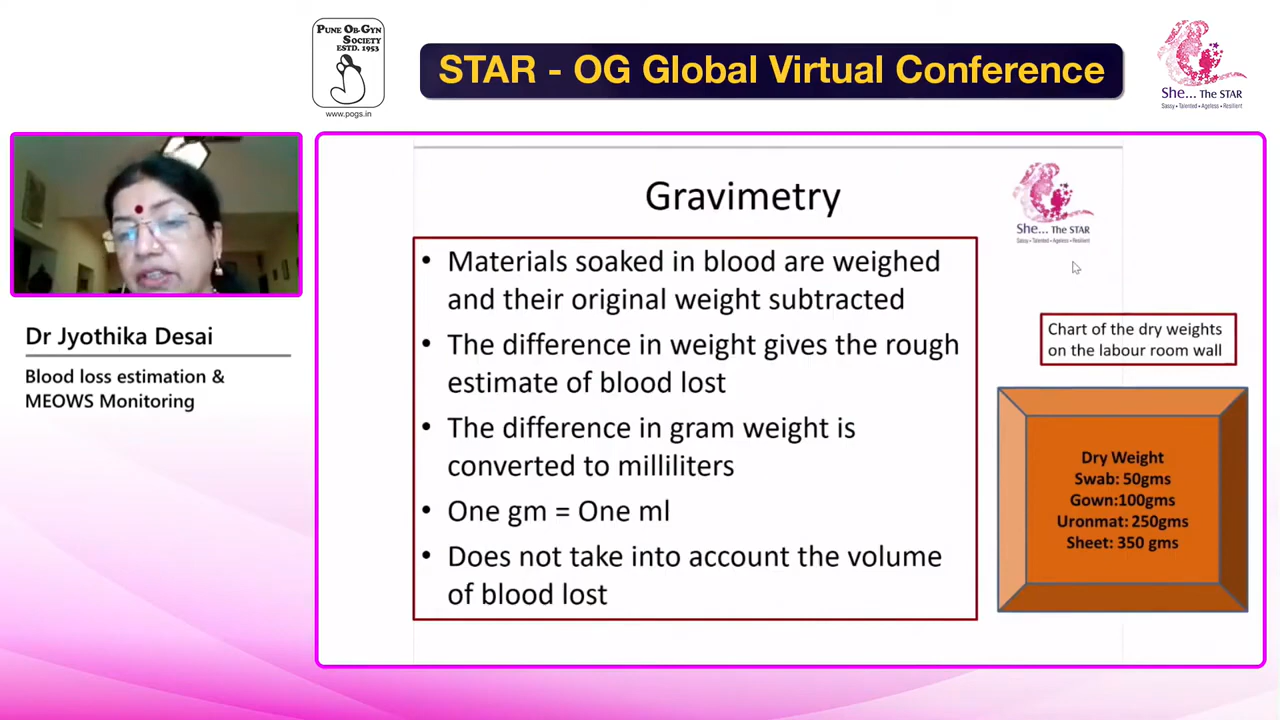 PUNE OB-GYN
SOCIETY
ESTD. 1953
www.pogs.in
STAR - OG Global Virtual Conference
She... The STAR
Sassy • Talented • Ageless • Resilient
Dr Jyothika Desai
Blood loss estimation &
MEOWS Monitoring
Gravimetry
She... The STAR
Sassy • Talented • Ageless • Resilient
• Materials soaked in blood are weighed
and their original weight subtracted
• The difference in weight gives the rough
estimate of blood lost
• The difference in gram weight is
converted to milliliters
• One gm = One ml
• Does not take into account the volume
of blood lost
Chart of the dry weights
on the labour room wall
Dry Weight
Swab: 50gms
Gown:100gms
Uronmat: 250gms
Sheet: 350 gms